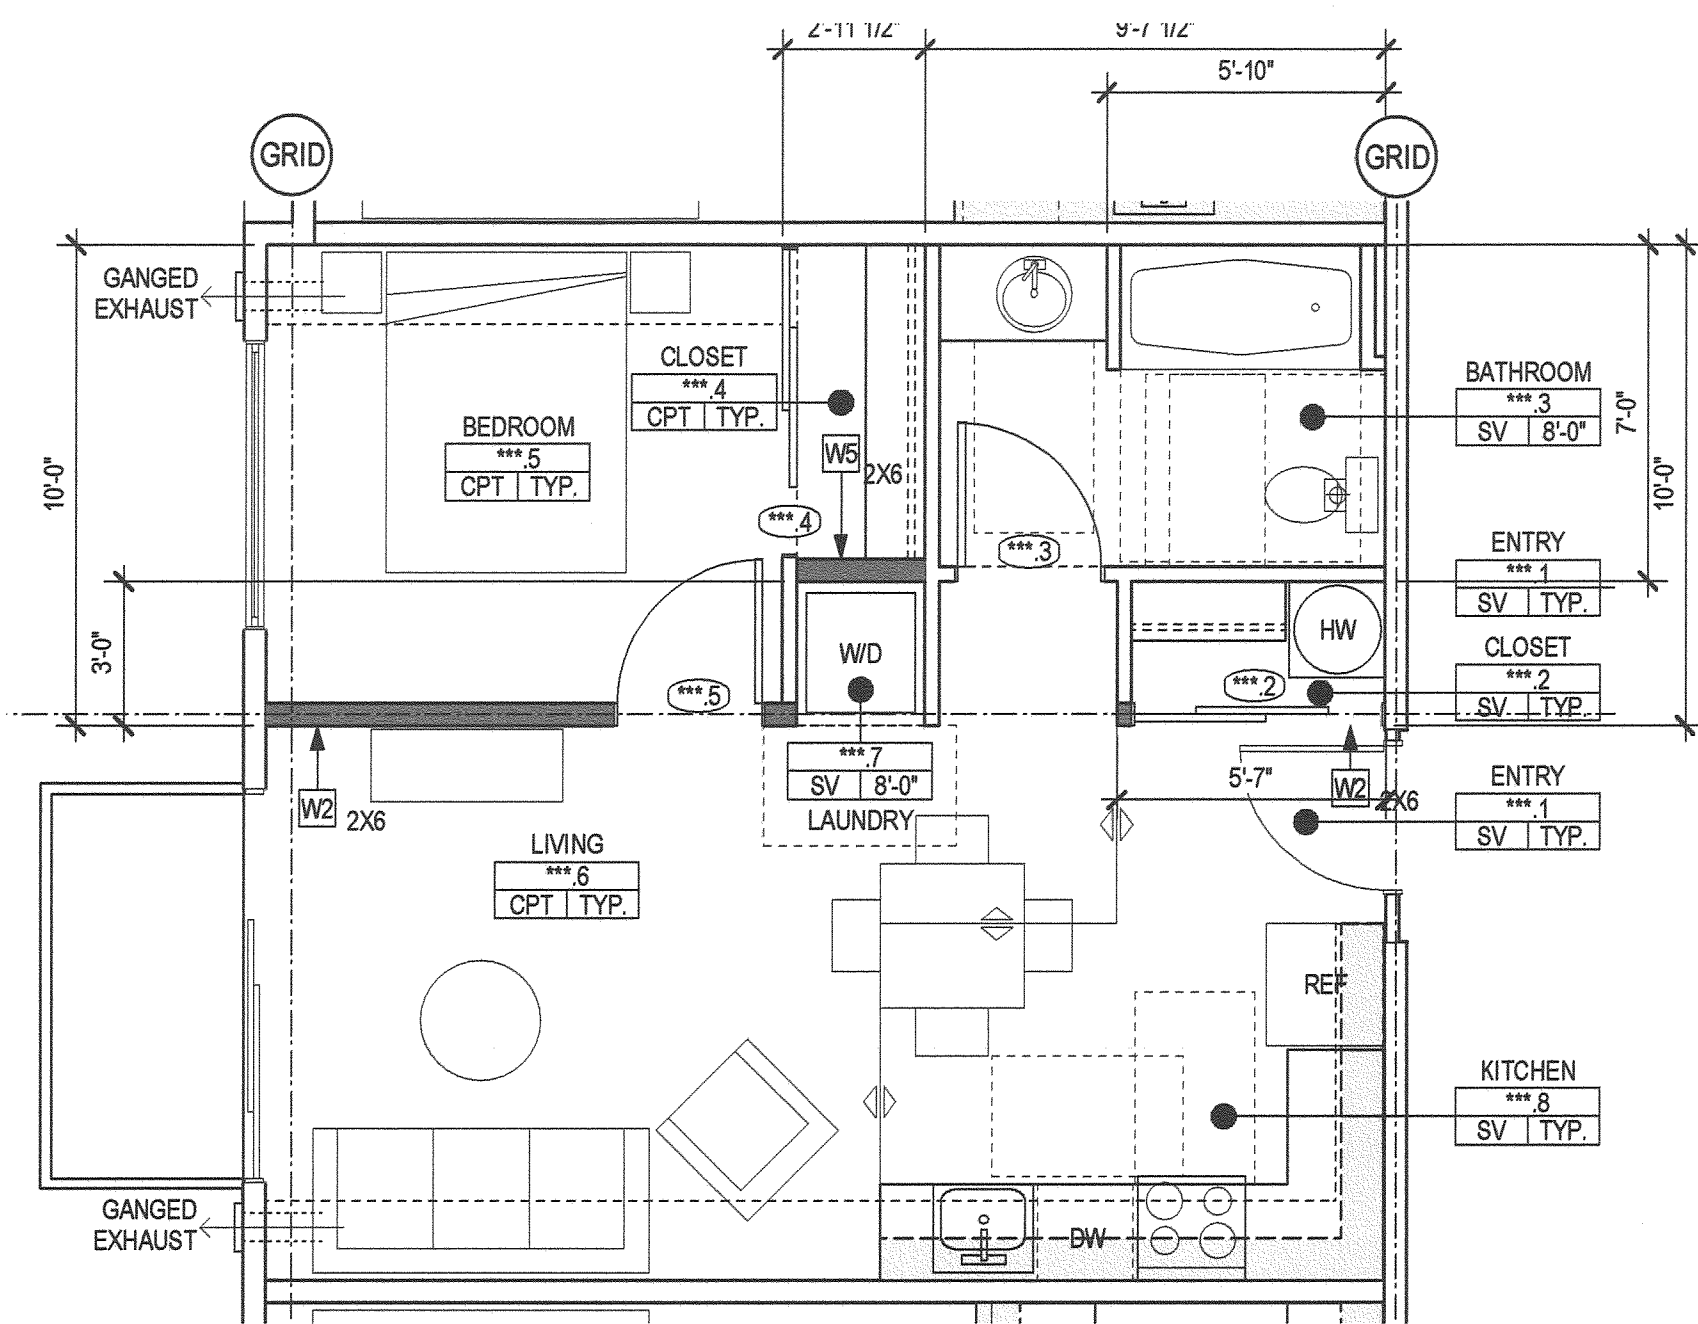 2'-11 1/2"
9'-7 1/2"
5'-10"
GRID
GRID
GANGED
EXHAUST
10'-0"
3'-0"
CLOSET
***.4
CPT TYP.
BEDROOM
***.5
CPT TYP.
W5
2X6
***.4
***.3
***.5
BATHROOM
***.3
SV 8'-0"
7'-0"
10'-0"
ENTRY
***.1
SV TYP.
HW
W/D
CLOSET
***.2
SV TYP.
***.2
***.7
SV 8'-0"
LAUNDRY
W2
2X6
5'-7"
W2
2X6
ENTRY
***.1
SV TYP.
LIVING
***.6
CPT TYP.
REF
KITCHEN
***.8
SV TYP.
DW
GANGED
EXHAUST